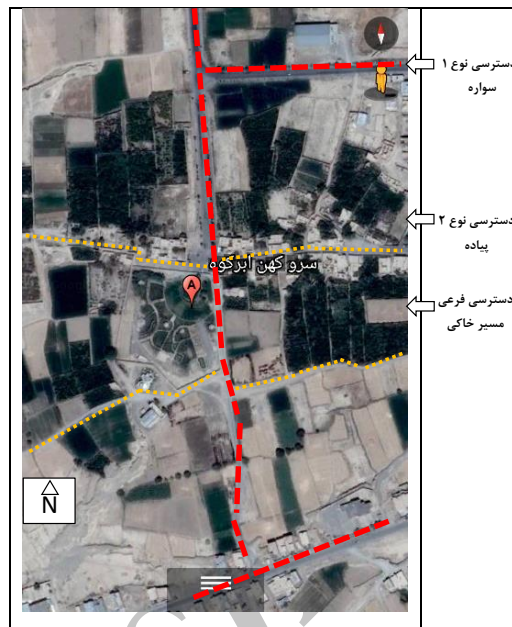 دسترسی نوع ۱
سواره
دسترسی نوع ۲
پیاده
سرو کهن ابرکوه
A
دسترسی فرعی
مسیر خاکی
N